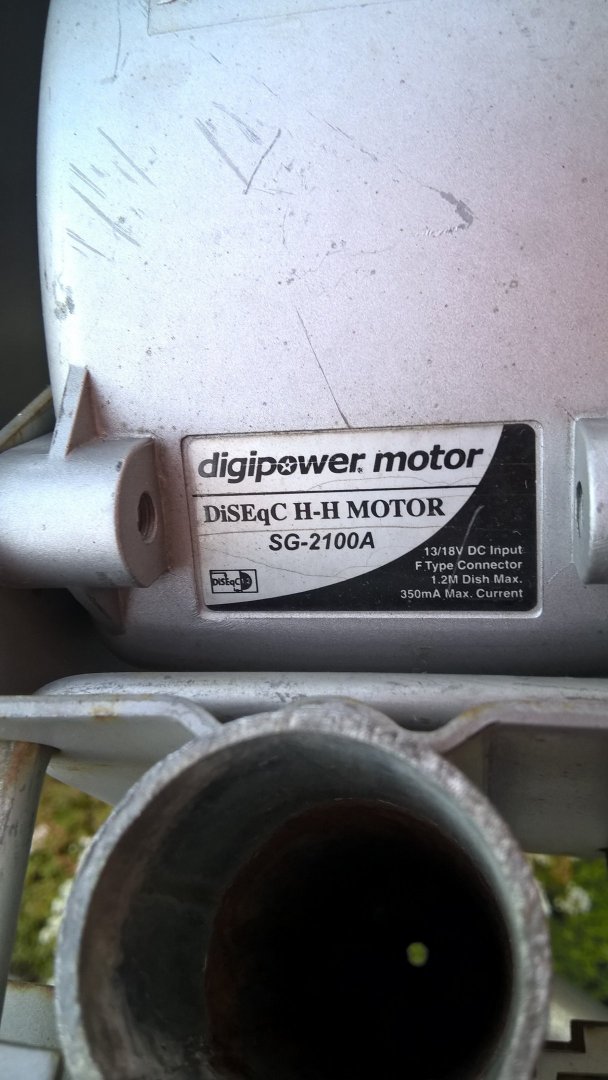 digipower motor
DiSEqC H-H MOTOR
SG-2100A
DiSEqC
13/18V DC Input
F Type Connector
1.2M Dish Max.
350mA Max. Current